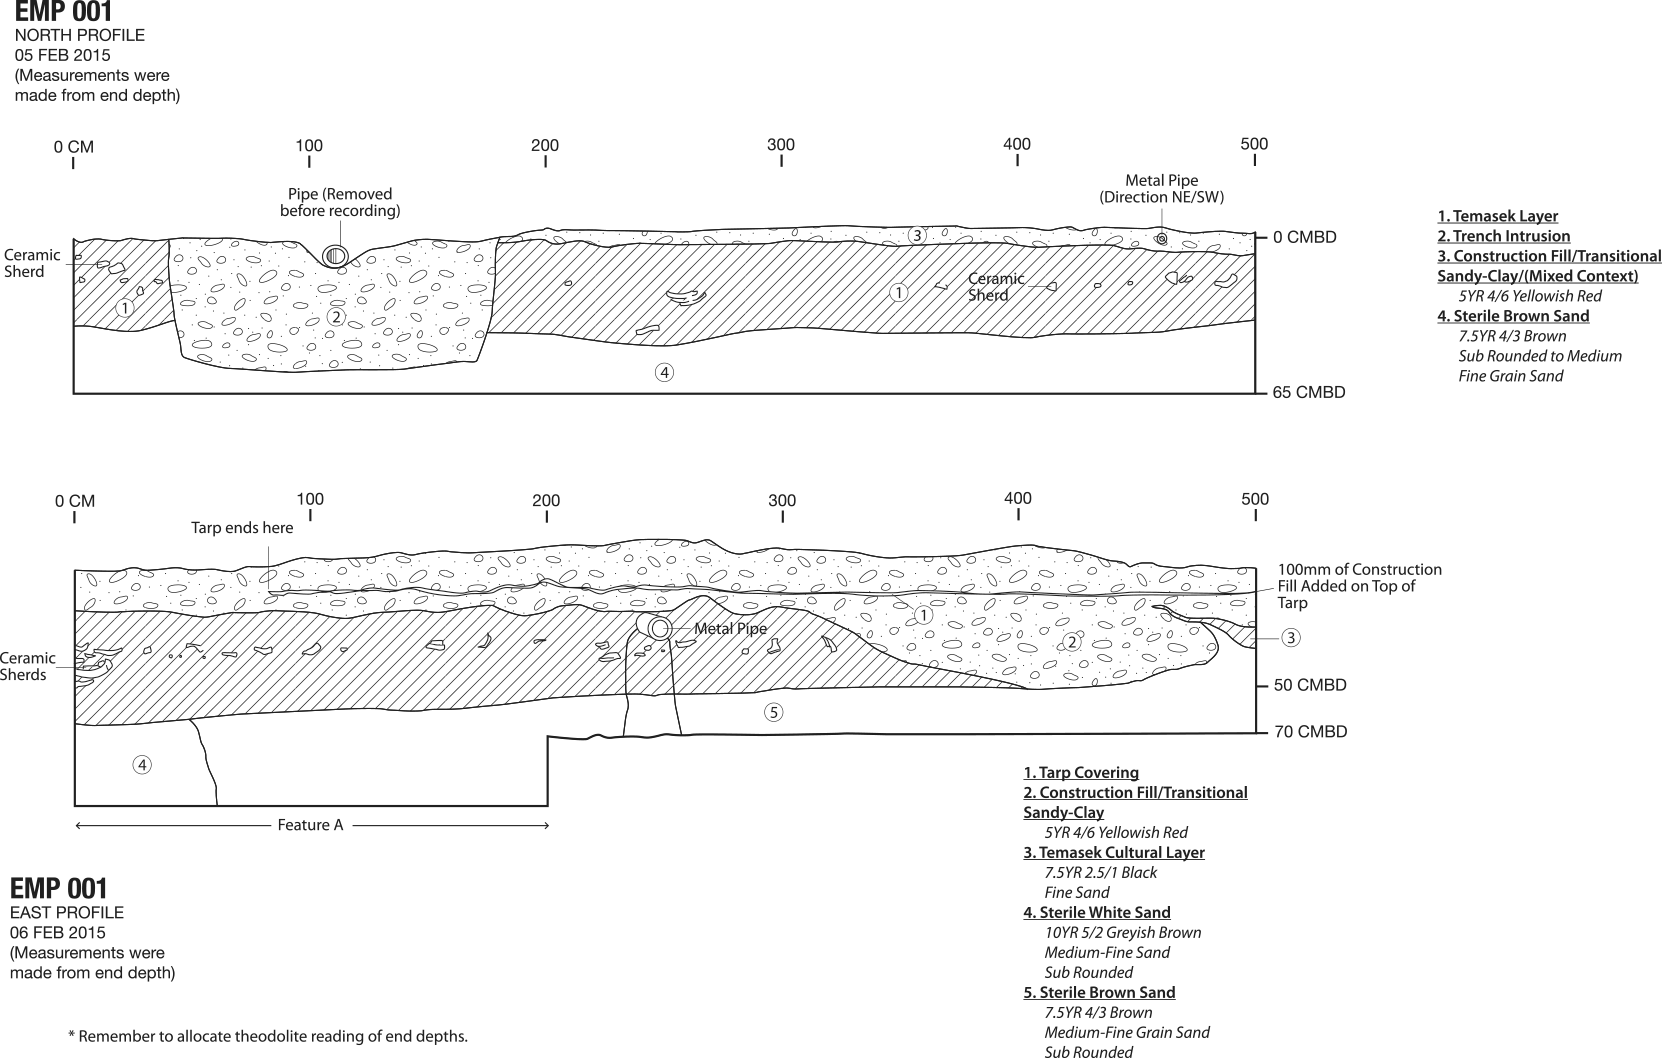 EMP 001
NORTH PROFILE
05 FEB 2015
(Measurements were
made from end depth)
0 CM
100
200
300
400
500
Pipe (Removed
before recording)
Metal Pipe
(Direction NE/SW)
Ceramic
Sherd
3
0 CMBD
Ceramic
Sherd
1
1
2
4
65 CMBD
1. Temasek Layer
2. Trench Intrusion
3. Construction Fill/Transitional
Sandy-Clay/(Mixed Context)
5YR 4/6 Yellowish Red
4. Sterile Brown Sand
7.5YR 4/3 Brown
Sub Rounded to Medium
Fine Grain Sand
0 CM
100
200
300
400
500
Tarp ends here
100mm of Construction
Fill Added on Top of
Tarp
1
Metal Pipe
2
3
Ceramic
Sherds
50 CMBD
5
70 CMBD
4
Feature A
1. Tarp Covering
2. Construction Fill/Transitional
Sandy-Clay
5YR 4/6 Yellowish Red
3. Temasek Cultural Layer
7.5YR 2.5/1 Black
Fine Sand
4. Sterile White Sand
10YR 5/2 Greyish Brown
Medium-Fine Sand
Sub Rounded
5. Sterile Brown Sand
7.5YR 4/3 Brown
Medium-Fine Grain Sand
Sub Rounded
EMP 001
EAST PROFILE
06 FEB 2015
(Measurements were
made from end depth)
* Remember to allocate theodolite reading of end depths.